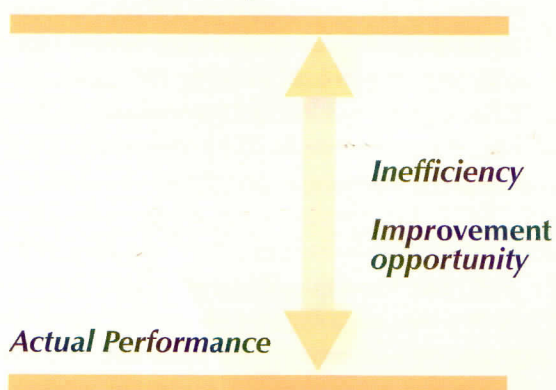 Inefficiency
Improvement
opportunity
Actual Performance